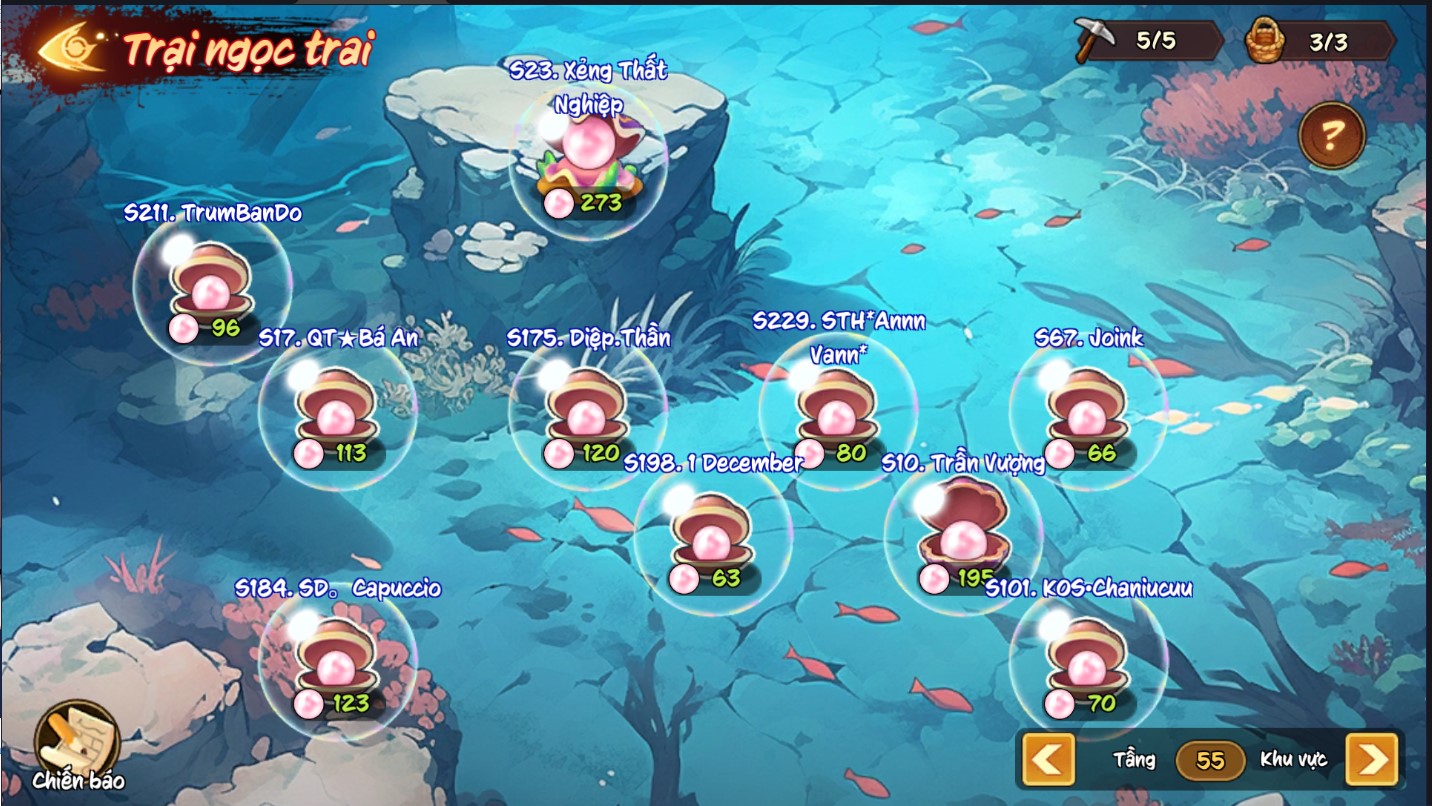 Trại ngọc trai
5/5
3/3
S23. Xẻng Thất
Nghiệp
?
273
S211. TrumBanDo
96
S17. QT★Bá An
S175. Diệp.Thần
S229. STH*Annn
Vann*
S67. Joink
113
120
80
66
S198. 1 December
S10. Trần Vượng
63
195
S184. SD。 Capuccio
S101. KOS•Chaniucuu
123
70
Chiến báo
Tầng 55 Khu vực